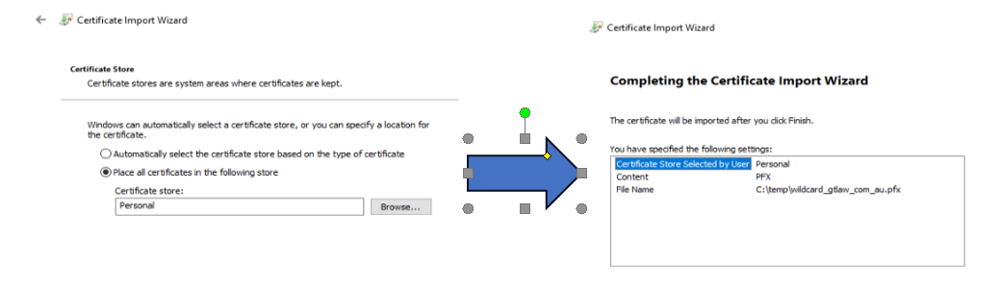 Certificate Import Wizard
Certificate Store
Certificate stores are system areas where certificates are kept.
Windows can automatically select a certificate store, or you can specify a location for
the certificate.
Automatically select the certificate store based on the type of certificate
Place all certificates in the following store
Certificate store:
Personal
Browse...
Certificate Import Wizard
Completing the Certificate Import Wizard
The certificate will be imported after you click Finish.
You have specified the following settings:
Certificate Store Selected by User Personal
Content PFX
File Name C:\temp\wildcard_gtlaw_com_au.pfx